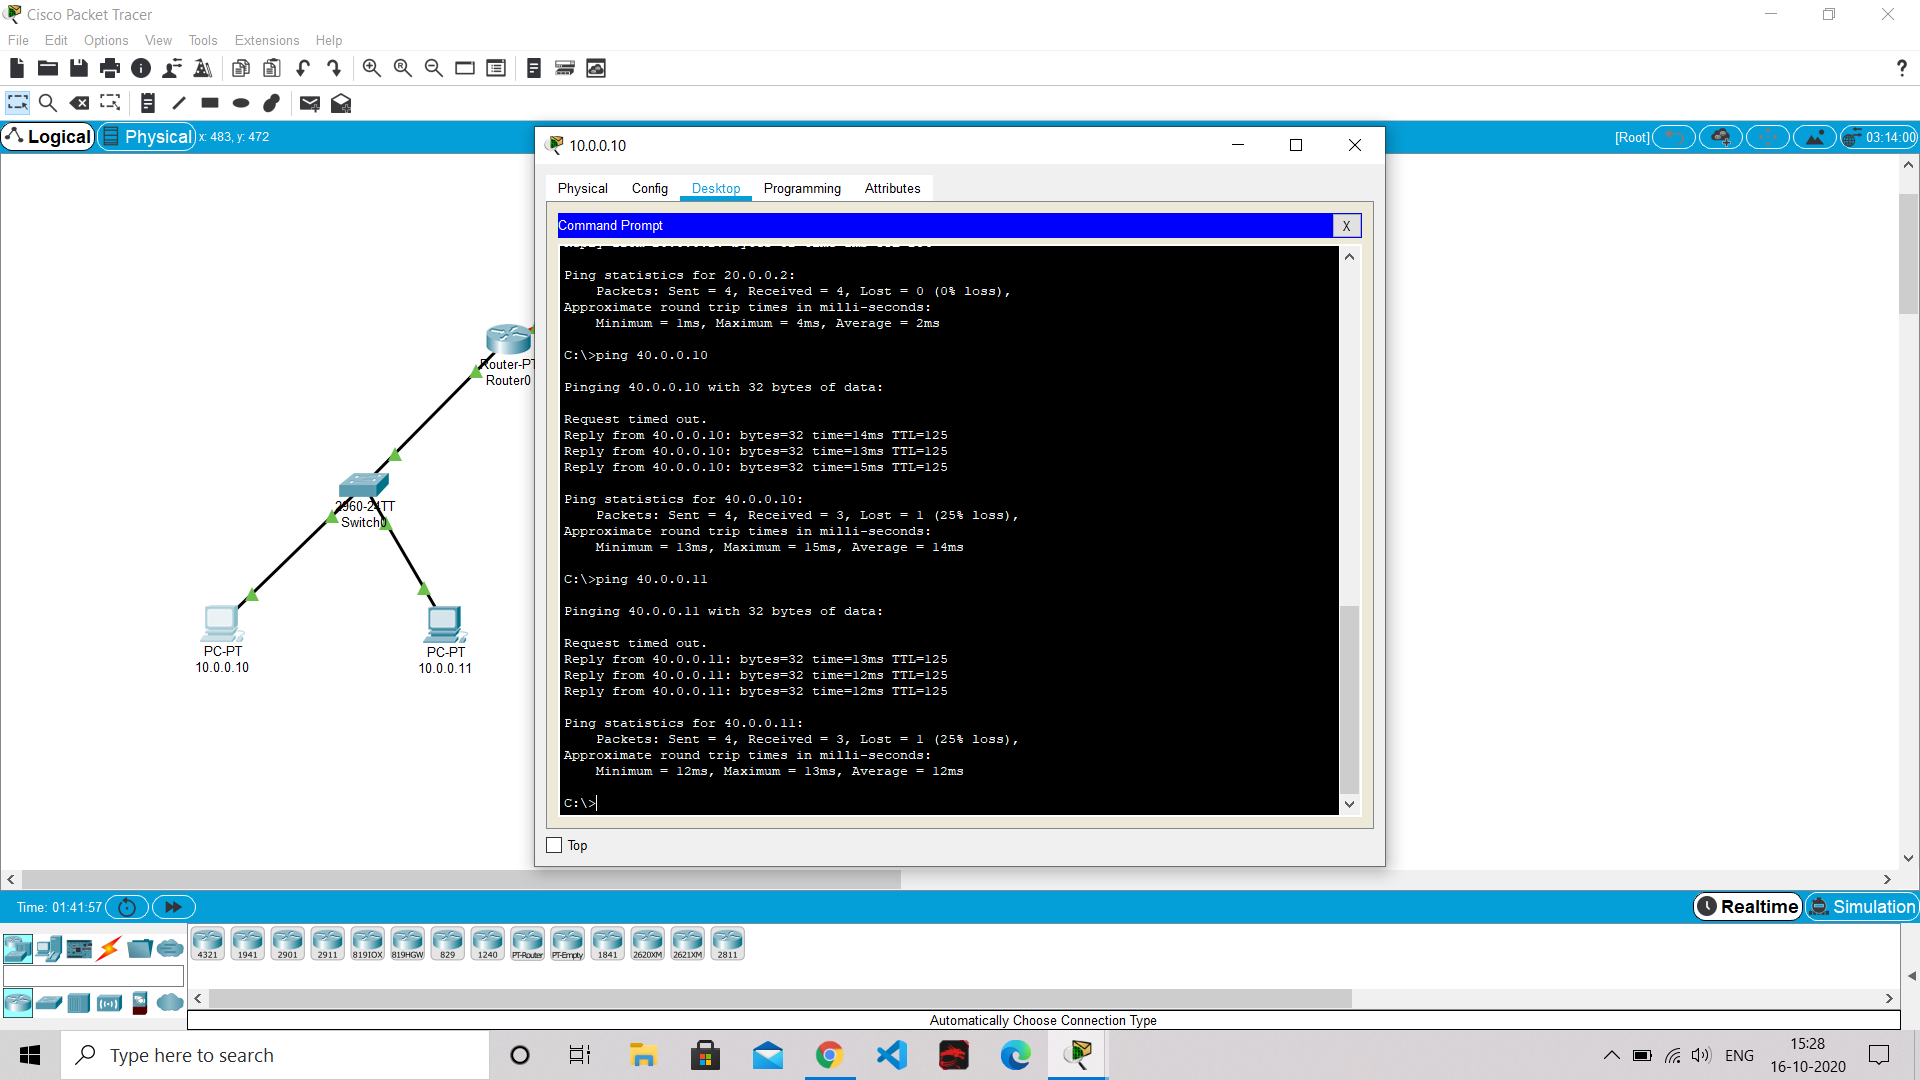 Cisco Packet Tracer
File Edit Options View Tools Extensions Help
?
Logical Physical x: 483, y: 472
[Root] 03:14:00
10.0.0.10
Physical Config Desktop Programming Attributes
Command Prompt X
Ping statistics for 20.0.0.2:
Packets: Sent = 4, Received = 4, Lost = 0 (0% loss),
Approximate round trip times in milli-seconds:
Minimum = 1ms, Maximum = 4ms, Average = 2ms
C:\>ping 40.0.0.10
Pinging 40.0.0.10 with 32 bytes of data:
Request timed out.
Reply from 40.0.0.10: bytes=32 time=14ms TTL=125
Reply from 40.0.0.10: bytes=32 time=13ms TTL=125
Reply from 40.0.0.10: bytes=32 time=15ms TTL=125
Ping statistics for 40.0.0.10:
Packets: Sent = 4, Received = 3, Lost = 1 (25% loss),
Approximate round trip times in milli-seconds:
Minimum = 13ms, Maximum = 15ms, Average = 14ms
C:\>ping 40.0.0.11
Pinging 40.0.0.11 with 32 bytes of data:
Request timed out.
Reply from 40.0.0.11: bytes=32 time=13ms TTL=125
Reply from 40.0.0.11: bytes=32 time=12ms TTL=125
Reply from 40.0.0.11: bytes=32 time=12ms TTL=125
Ping statistics for 40.0.0.11:
Packets: Sent = 4, Received = 3, Lost = 1 (25% loss),
Approximate round trip times in milli-seconds:
Minimum = 12ms, Maximum = 13ms, Average = 12ms
C:\>
Top
Router-PT
Router0
2960-24TT
Switch0
PC-PT
10.0.0.10
PC-PT
10.0.0.11
Time: 01:41:57
Realtime Simulation
4321 1941 2901 2911 819IOX 819HGW 829 1240 PT-Router PT-Empty 1841 2620XM 2621XM 2811
Automatically Choose Connection Type
Type here to search
ENG
15:28
16-10-2020